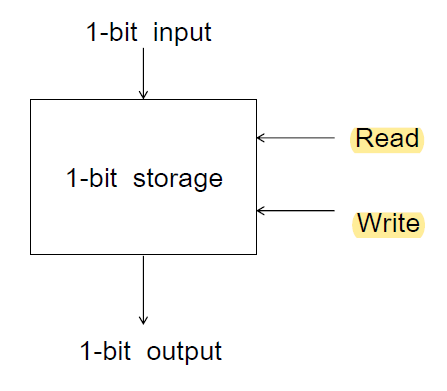 1-bit input
Read
1-bit storage
Write
1-bit output